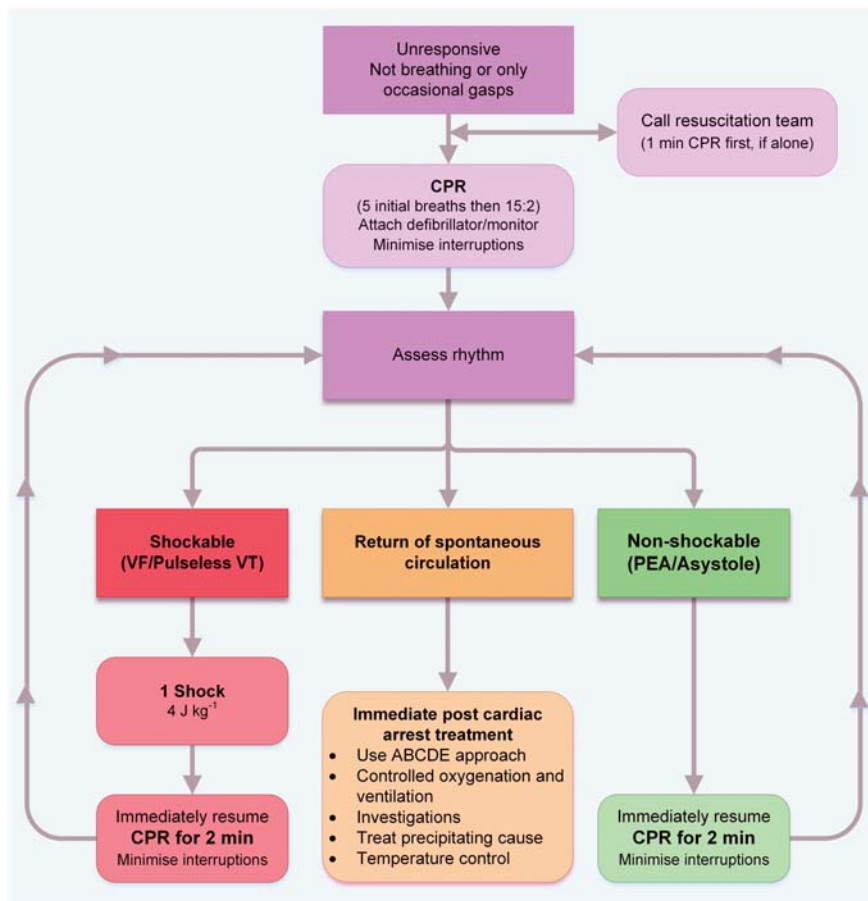 Unresponsive
Not breathing or only
occasional gasps
Call resuscitation team
(1 min CPR first, if alone)
CPR
(5 initial breaths then 15:2)
Attach defibrillator/monitor
Minimise interruptions
Assess rhythm
Shockable
(VF/Pulseless VT)
Return of spontaneous
circulation
Non-shockable
(PEA/Asystole)
1 Shock
4 J kg⁻¹
Immediately resume
CPR for 2 min
Minimise interruptions
Immediate post cardiac
arrest treatment
• Use ABCDE approach
• Controlled oxygenation and
ventilation
• Investigations
• Treat precipitating cause
• Temperature control
Immediately resume
CPR for 2 min
Minimise interruptions